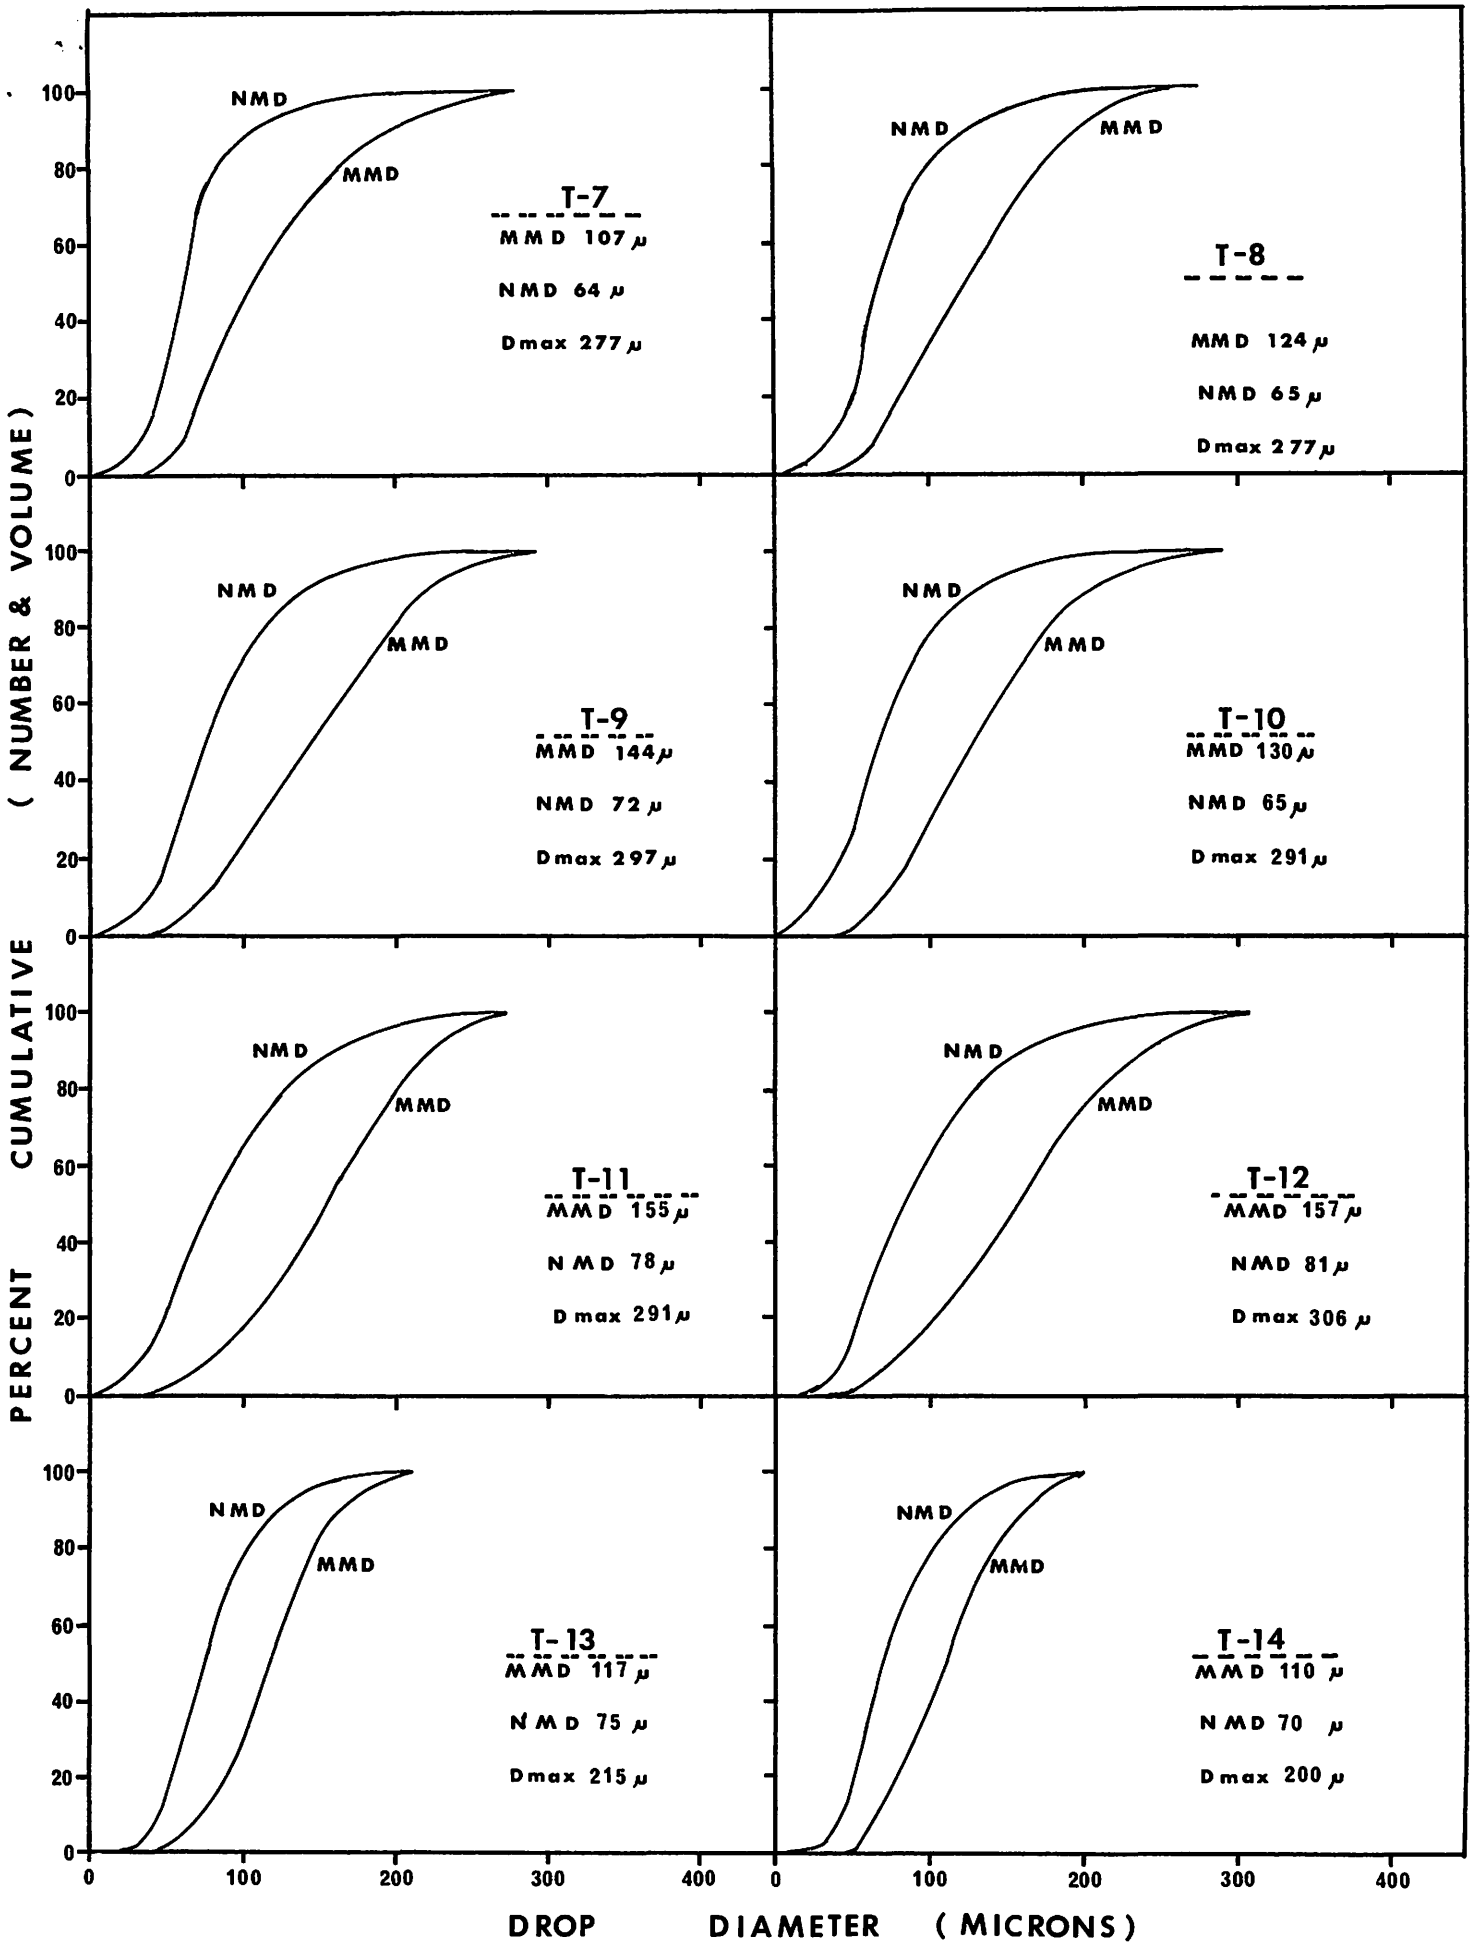 PERCENT CUMULATIVE ( NUMBER & VOLUME )
100
80
60
40
20
0
NMD
MMD
T-7
MMD 107 µ
NMD 64 µ
Dmax 277 µ
NMD
MMD
T-8
MMD 124 µ
NMD 65 µ
Dmax 277 µ
100
80
60
40
20
0
NMD
MMD
T-9
MMD 144 µ
NMD 72 µ
Dmax 297 µ
NMD
MMD
T-10
MMD 130 µ
NMD 65 µ
Dmax 291 µ
100
80
60
40
20
0
NMD
MMD
T-11
MMD 155 µ
NMD 78 µ
Dmax 291 µ
NMD
MMD
T-12
MMD 157 µ
NMD 81 µ
Dmax 306 µ
100
80
60
40
20
0
NMD
MMD
T-13
MMD 117 µ
NMD 75 µ
Dmax 215 µ
NMD
MMD
T-14
MMD 110 µ
NMD 70 µ
Dmax 200 µ
0 100 200 300 0 100 200 300 400
DROP DIAMETER ( MICRONS )